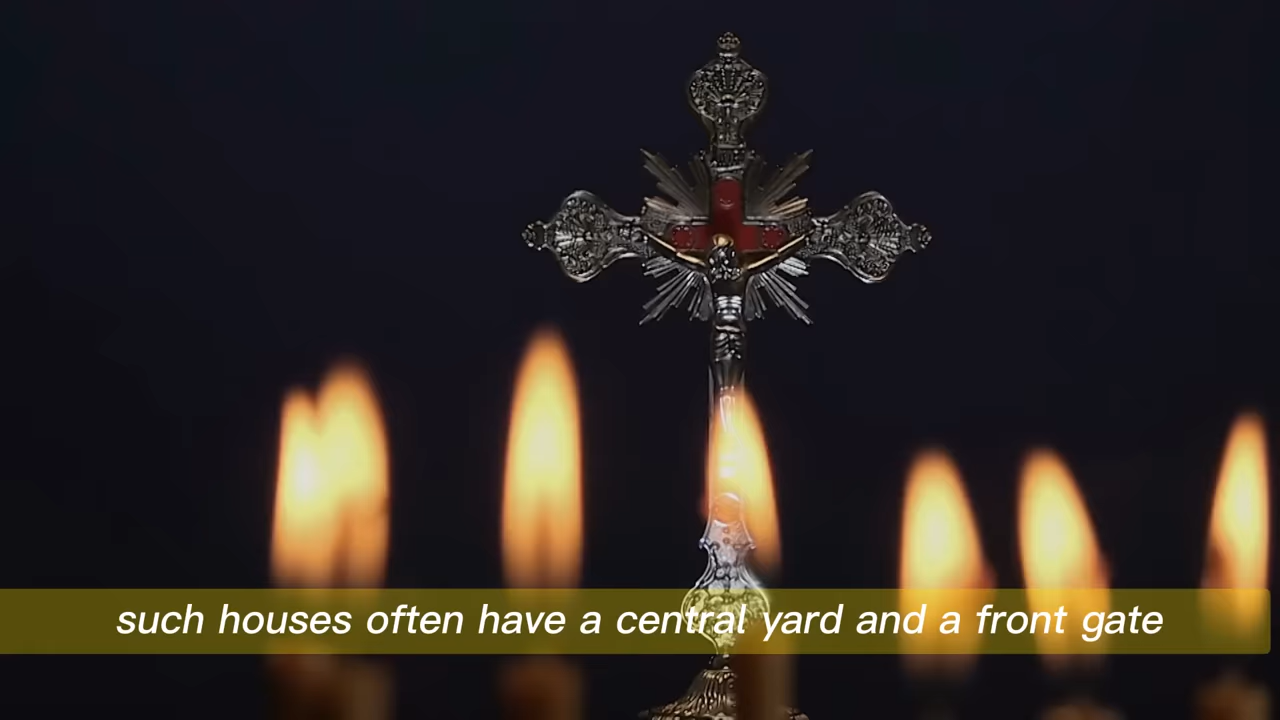 such houses often have a central yard and a front gate